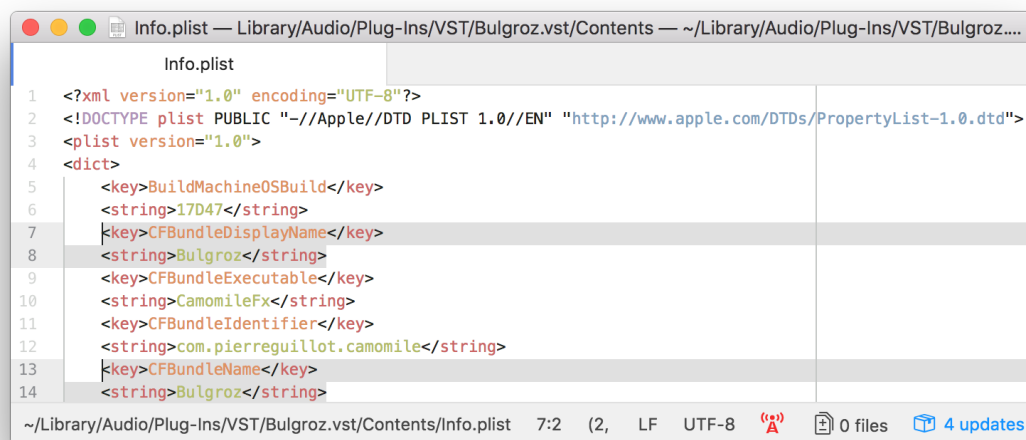 Info.plist — Library/Audio/Plug-Ins/VST/Bulgroz.vst/Contents — ~/Library/Audio/Plug-Ins/VST/Bulgroz....
Info.plist
1 <?xml version="1.0" encoding="UTF-8"?>
2 <!DOCTYPE plist PUBLIC "-//Apple//DTD PLIST 1.0//EN" "http://www.apple.com/DTDs/PropertyList-1.0.dtd">
3 <plist version="1.0">
4 <dict>
5 <key>BuildMachineOSBuild</key>
6 <string>17D47</string>
7 <key>CFBundleDisplayName</key>
8 <string>Bulgroz</string>
9 <key>CFBundleExecutable</key>
10 <string>CamomileFx</string>
11 <key>CFBundleIdentifier</key>
12 <string>com.pierreguillot.camomile</string>
13 <key>CFBundleName</key>
14 <string>Bulgroz</string>
~/Library/Audio/Plug-Ins/VST/Bulgroz.vst/Contents/Info.plist 7:2 (2, LF UTF-8 0 files 4 updates